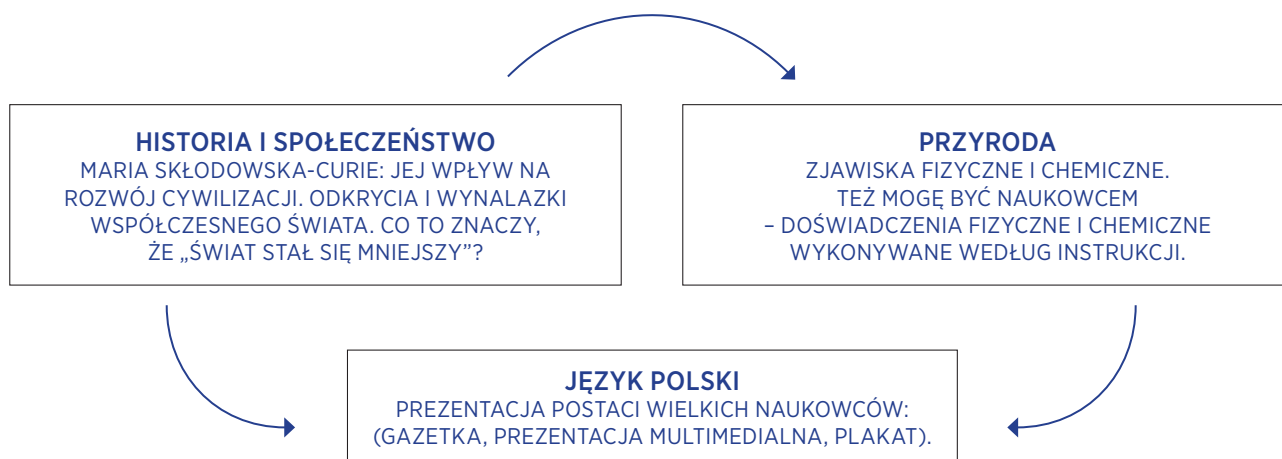 HISTORIA I SPOŁECZEŃSTWO
MARIA SKŁODOWSKA-CURIE: JEJ WPŁYW NA
ROZWÓJ CYWILIZACJI. ODKRYCIA I WYNALAZKI
WSPÓŁCZESNEGO ŚWIATA. CO TO ZNACZY,
ŻE „ŚWIAT STAŁ SIĘ MNIEJSZY”?
PRZYRODA
ZJAWISKA FIZYCZNE I CHEMICZNE.
TEŻ MOGĘ BYĆ NAUKOWCEM
– DOŚWIADCZENIA FIZYCZNE I CHEMICZNE
WYKONYWANE WEDŁUG INSTRUKCJI.
JĘZYK POLSKI
PREZENTACJA POSTACI WIELKICH NAUKOWCÓW:
(GAZETKA, PREZENTACJA MULTIMEDIALNA, PLAKAT).